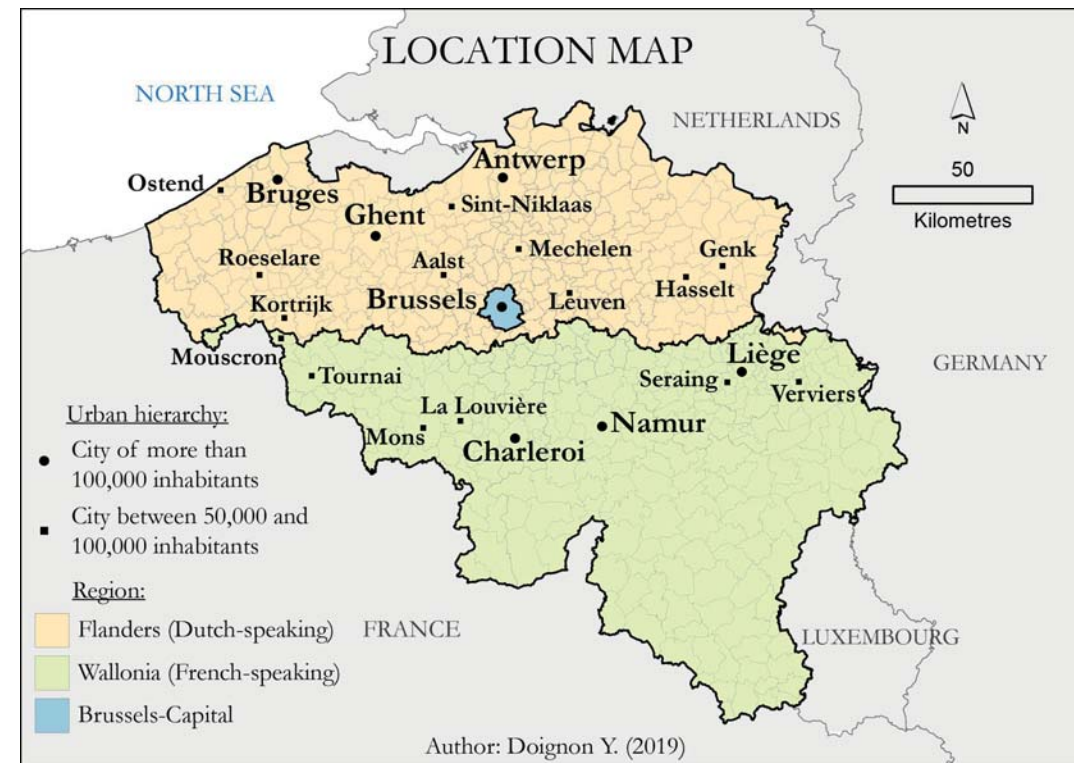 LOCATION MAP
NORTH SEA
NETHERLANDS
N
50
Kilometres
Ostend
Bruges
Antwerp
Ghent
Sint-Niklaas
Roeselare
Aalst
Mechelen
Genk
Kortrijk
Brussels
Leuven
Hasselt
Mouscron
Liège
GERMANY
Tournai
Seraing
Verviers
La Louvière
Mons
Charleroi
Namur
Urban hierarchy:
City of more than
100,000 inhabitants
City between 50,000 and
100,000 inhabitants
Region:
Flanders (Dutch-speaking)
Wallonia (French-speaking)
Brussels-Capital
FRANCE
LUXEMBOURG
Author: Doignon Y. (2019)